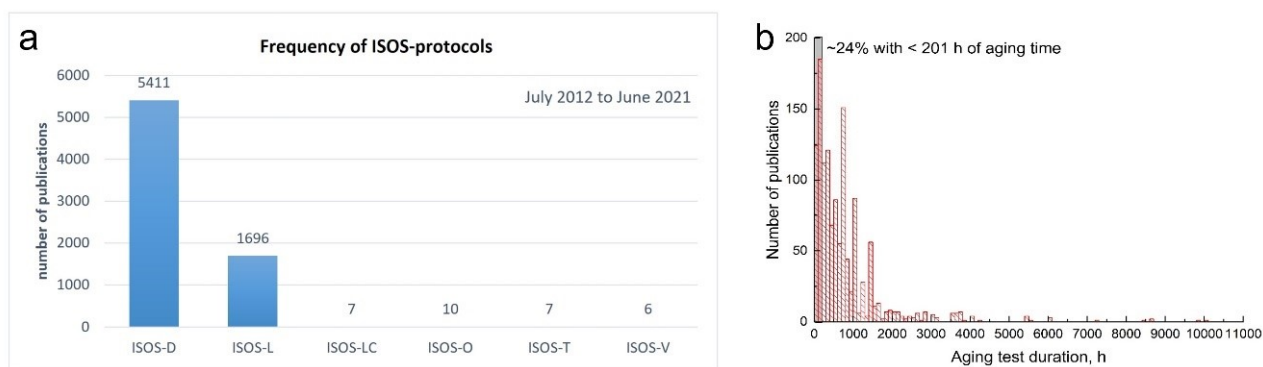 a
Frequency of ISOS-protocols
July 2012 to June 2021
number of publications
6000
5000
4000
3000
2000
1000
0
5411
1696
7
10
7
6
ISOS-D ISOS-L ISOS-LC ISOS-O ISOS-T ISOS-V
b
~24% with < 201 h of aging time
Number of publications
200
150
100
50
0
0 1000 2000 3000 4000 5000 6000 7000 8000 9000 10000 11000
Aging test duration, h